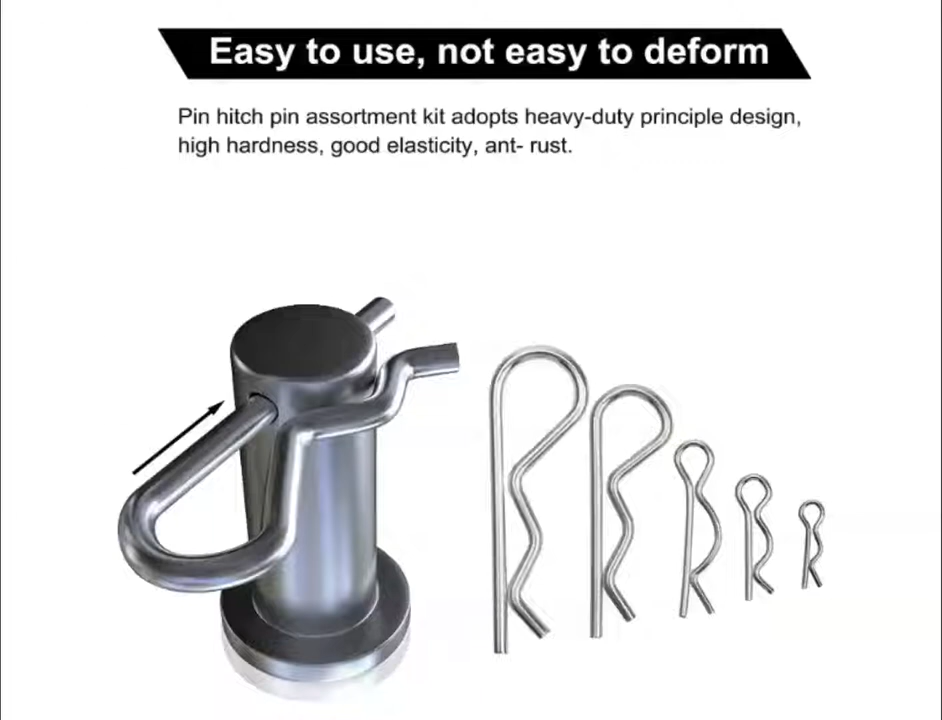 Easy to use, not easy to deform
Pin hitch pin assortment kit adopts heavy-duty principle design,
high hardness, good elasticity, ant- rust.